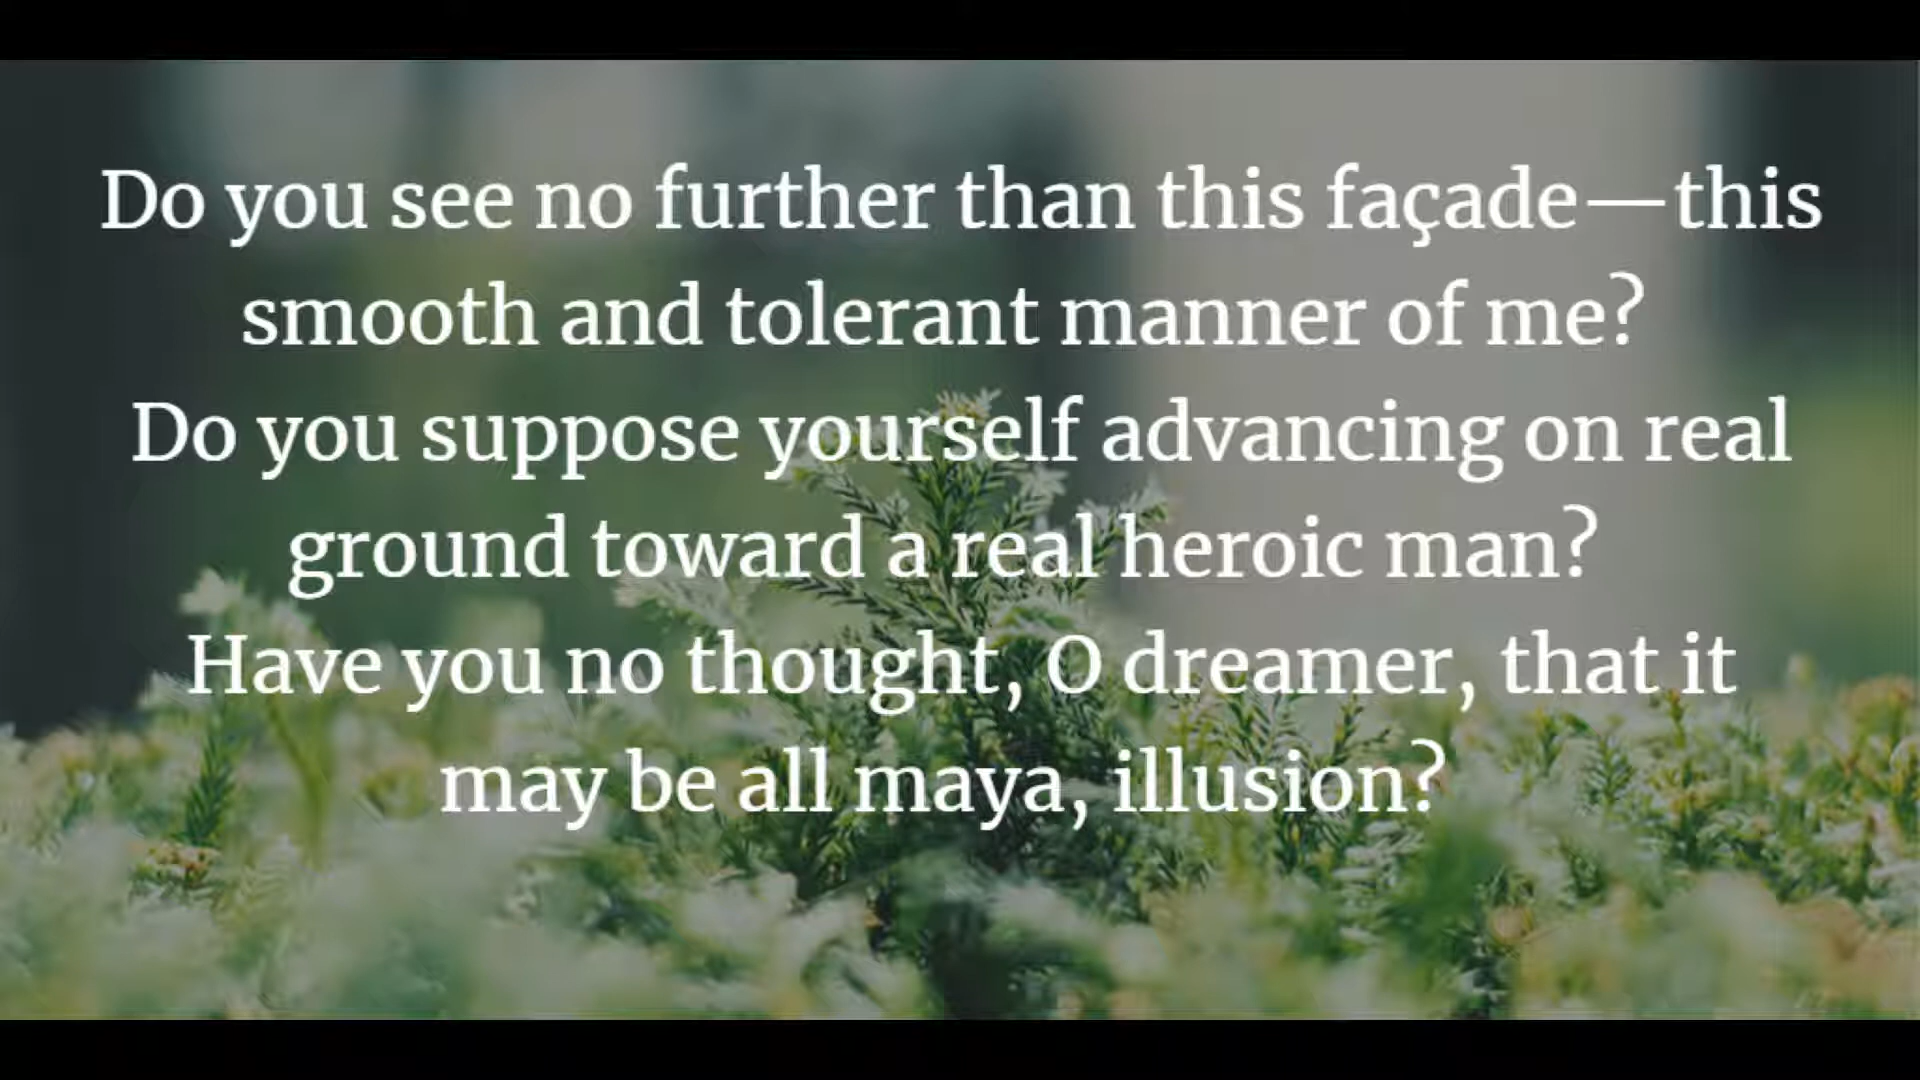 Do you see no further than this façade—this
smooth and tolerant manner of me?
Do you suppose yourself advancing on real
ground toward a real heroic man?
Have you no thought, O dreamer, that it
may be all maya, illusion?